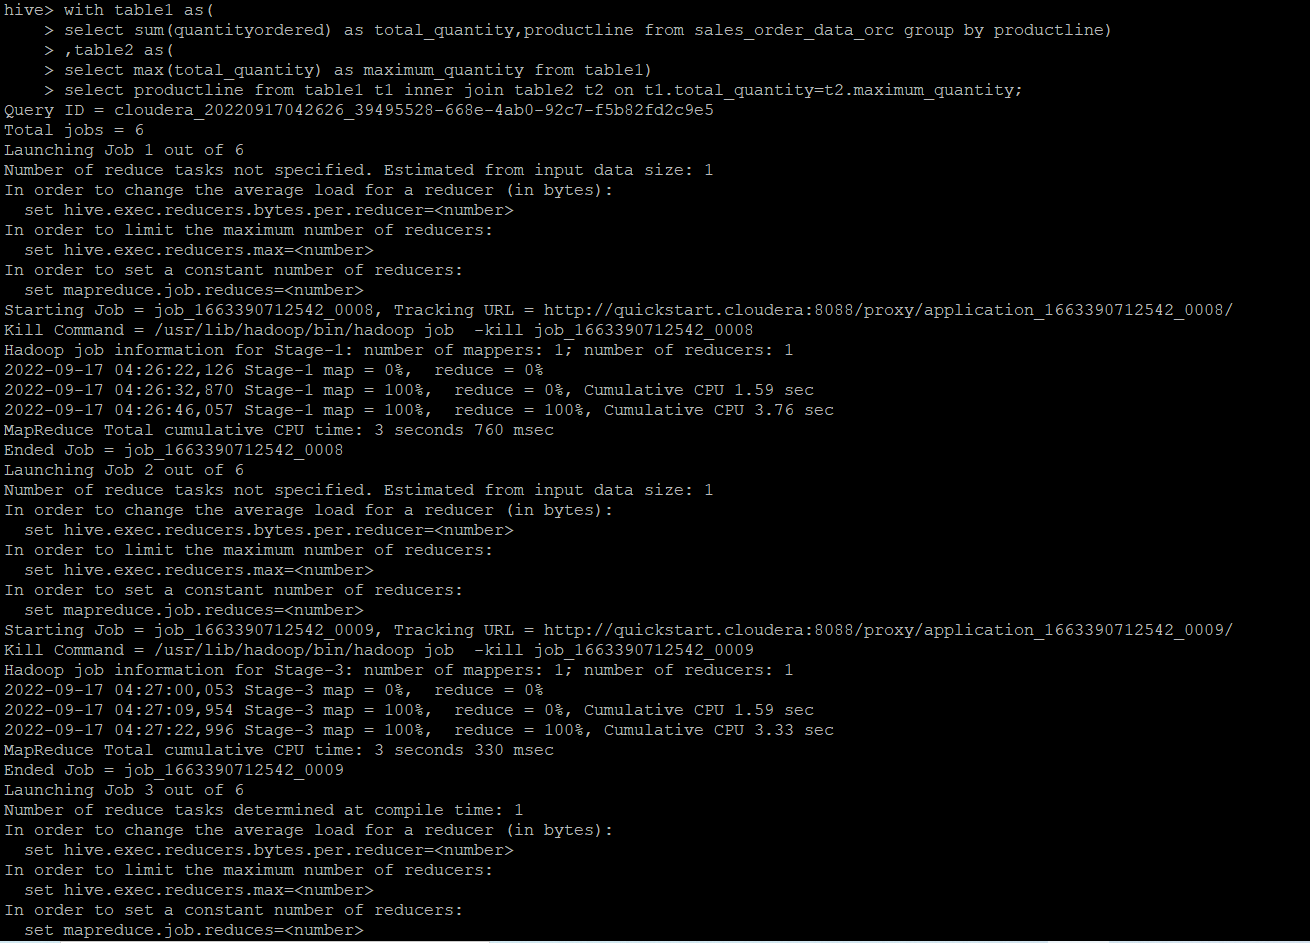 hive> with table1 as(
    > select sum(quantityordered) as total_quantity,productline from sales_order_data_orc group by productline)
    > ,table2 as(
    > select max(total_quantity) as maximum_quantity from table1)
    > select productline from table1 t1 inner join table2 t2 on t1.total_quantity=t2.maximum_quantity;
Query ID = cloudera_20220917042626_39495528-668e-4ab0-92c7-f5b82fd2c9e5
Total jobs = 6
Launching Job 1 out of 6
Number of reduce tasks not specified. Estimated from input data size: 1
In order to change the average load for a reducer (in bytes):
  set hive.exec.reducers.bytes.per.reducer=<number>
In order to limit the maximum number of reducers:
  set hive.exec.reducers.max=<number>
In order to set a constant number of reducers:
  set mapreduce.job.reduces=<number>
Starting Job = job_1663390712542_0008, Tracking URL = http://quickstart.cloudera:8088/proxy/application_1663390712542_0008/
Kill Command = /usr/lib/hadoop/bin/hadoop job  -kill job_1663390712542_0008
Hadoop job information for Stage-1: number of mappers: 1; number of reducers: 1
2022-09-17 04:26:22,126 Stage-1 map = 0%,  reduce = 0%
2022-09-17 04:26:32,870 Stage-1 map = 100%,  reduce = 0%, Cumulative CPU 1.59 sec
2022-09-17 04:26:46,057 Stage-1 map = 100%,  reduce = 100%, Cumulative CPU 3.76 sec
MapReduce Total cumulative CPU time: 3 seconds 760 msec
Ended Job = job_1663390712542_0008
Launching Job 2 out of 6
Number of reduce tasks not specified. Estimated from input data size: 1
In order to change the average load for a reducer (in bytes):
  set hive.exec.reducers.bytes.per.reducer=<number>
In order to limit the maximum number of reducers:
  set hive.exec.reducers.max=<number>
In order to set a constant number of reducers:
  set mapreduce.job.reduces=<number>
Starting Job = job_1663390712542_0009, Tracking URL = http://quickstart.cloudera:8088/proxy/application_1663390712542_0009/
Kill Command = /usr/lib/hadoop/bin/hadoop job  -kill job_1663390712542_0009
Hadoop job information for Stage-3: number of mappers: 1; number of reducers: 1
2022-09-17 04:27:00,053 Stage-3 map = 0%,  reduce = 0%
2022-09-17 04:27:09,954 Stage-3 map = 100%,  reduce = 0%, Cumulative CPU 1.59 sec
2022-09-17 04:27:22,996 Stage-3 map = 100%,  reduce = 100%, Cumulative CPU 3.33 sec
MapReduce Total cumulative CPU time: 3 seconds 330 msec
Ended Job = job_1663390712542_0009
Launching Job 3 out of 6
Number of reduce tasks determined at compile time: 1
In order to change the average load for a reducer (in bytes):
  set hive.exec.reducers.bytes.per.reducer=<number>
In order to limit the maximum number of reducers:
  set hive.exec.reducers.max=<number>
In order to set a constant number of reducers:
  set mapreduce.job.reduces=<number>